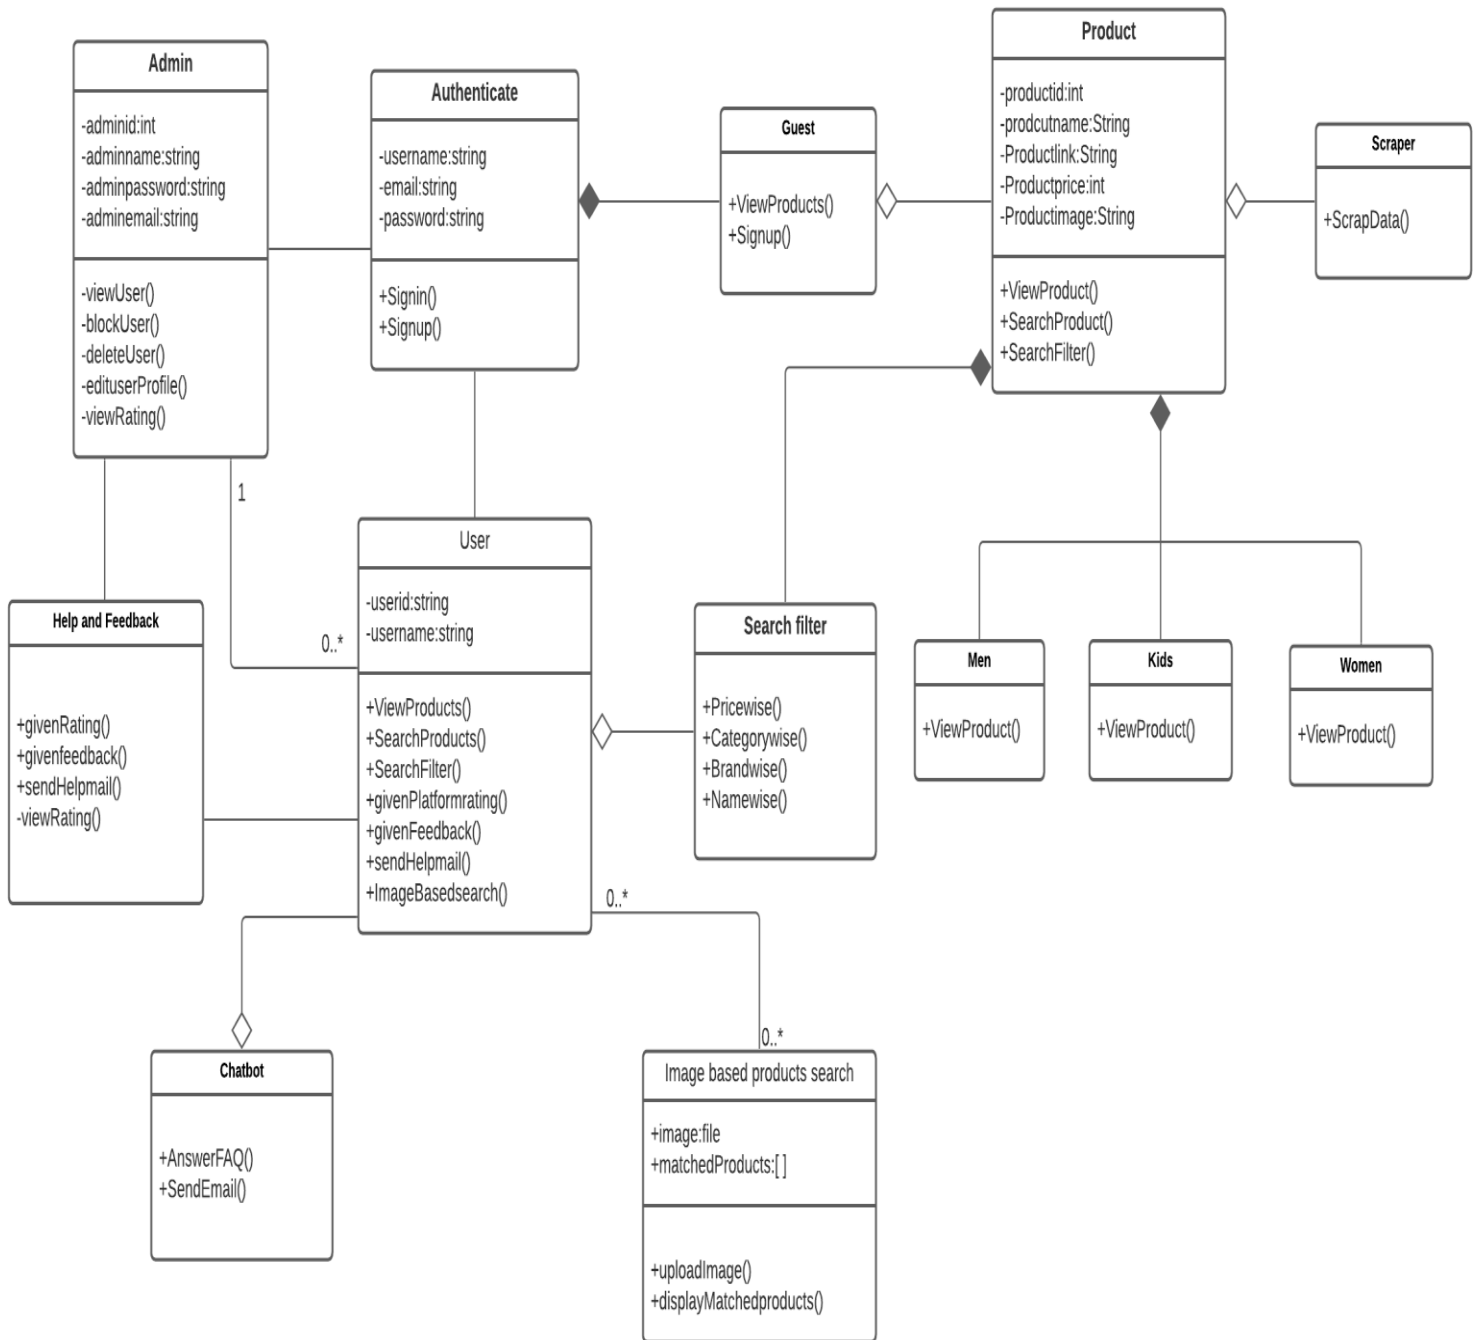 Admin
-adminid:int
-adminname:string
-adminpassword:string
-adminemail:string
-viewUser()
-blockUser()
-deleteUser()
-edituserProfile()
-viewRating()
Authenticate
-username:string
-email:string
-password:string
+Signin()
+Signup()
Guest
+ViewProducts()
+Signup()
Product
-productid:int
-prodcutname:String
-Productlink:String
-Productprice:int
-Productimage:String
+ViewProduct()
+SearchProduct()
+SearchFilter()
Scraper
+ScrapData()
1
0..*
Help and Feedback
+givenRating()
+givenfeedback()
+sendHelpmail()
-viewRating()
User
-userid:string
-username:string
+ViewProducts()
+SearchProducts()
+SearchFilter()
+givenPlatformrating()
+givenFeedback()
+sendHelpmail()
+ImageBasedsearch()
Search filter
+Pricewise()
+Categorywise()
+Brandwise()
+Namewise()
Men
+ViewProduct()
Kids
+ViewProduct()
Women
+ViewProduct()
0..*
0..*
Chatbot
+AnswerFAQ()
+SendEmail()
Image based products search
+image:file
+matchedProducts:[ ]
+uploadImage()
+displayMatchedproducts()